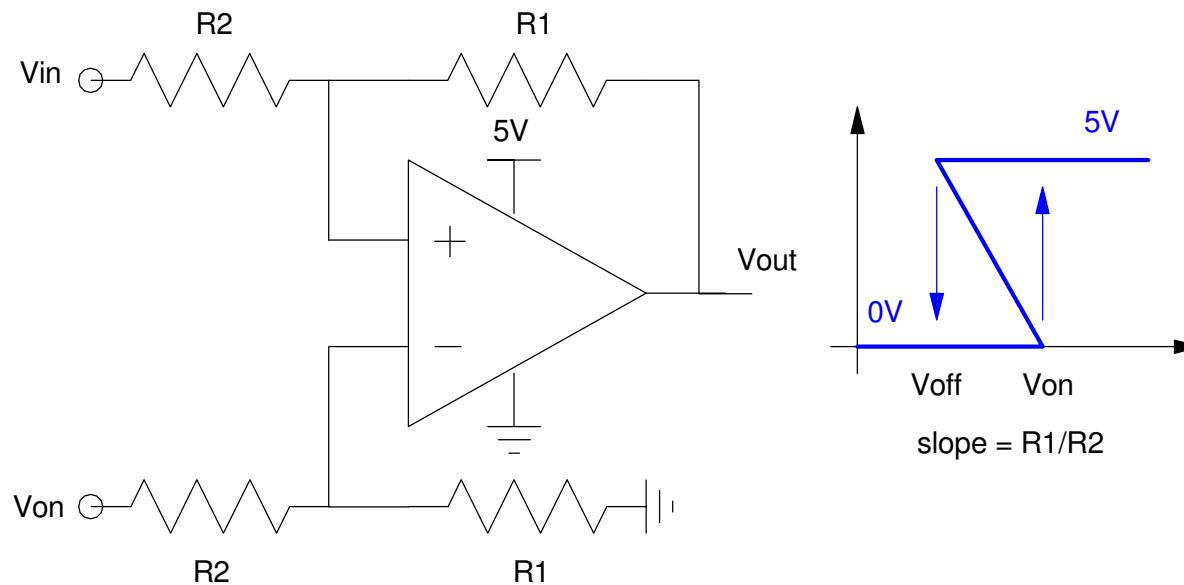 R2
R1
Vin
5V
+
Vout
−
Von
R2
R1
5V
0V
Voff
Von
slope = R1/R2